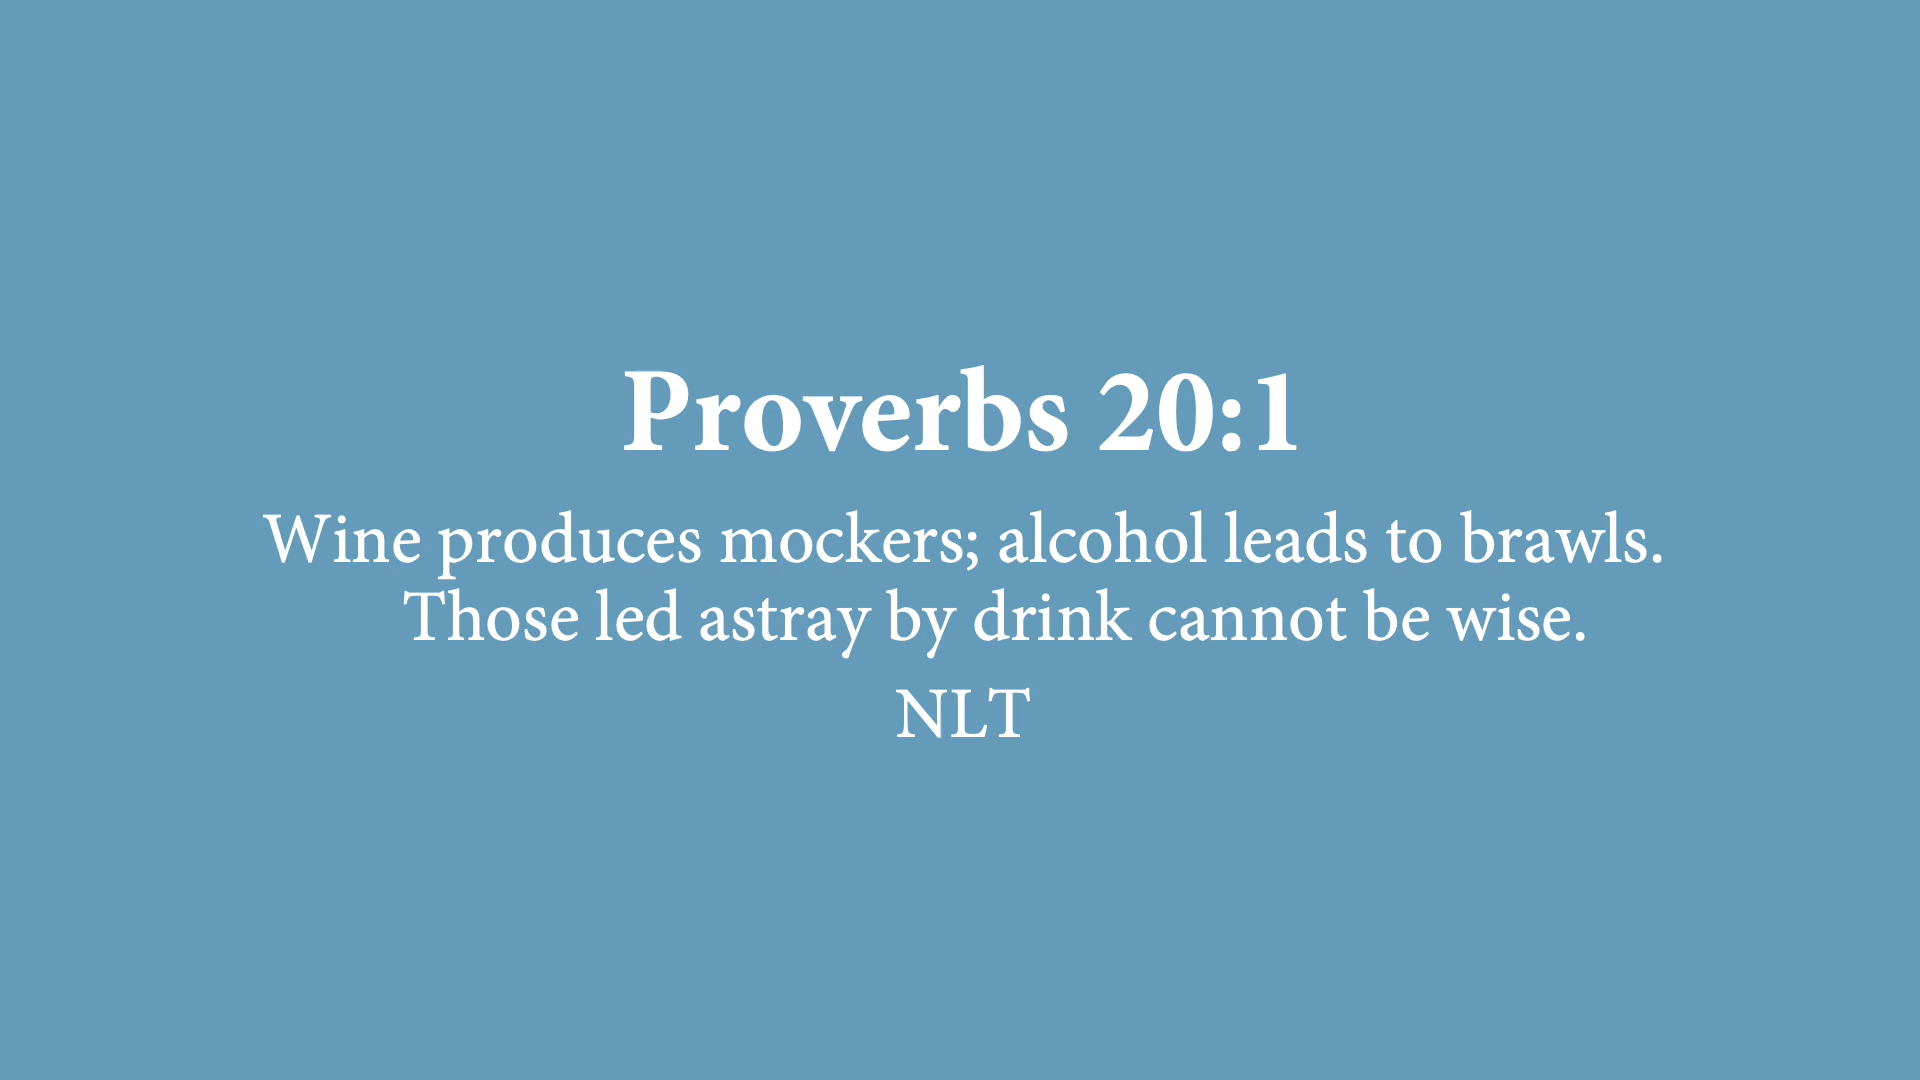 Proverbs 20:1
Wine produces mockers; alcohol leads to brawls.
Those led astray by drink cannot be wise.
NLT